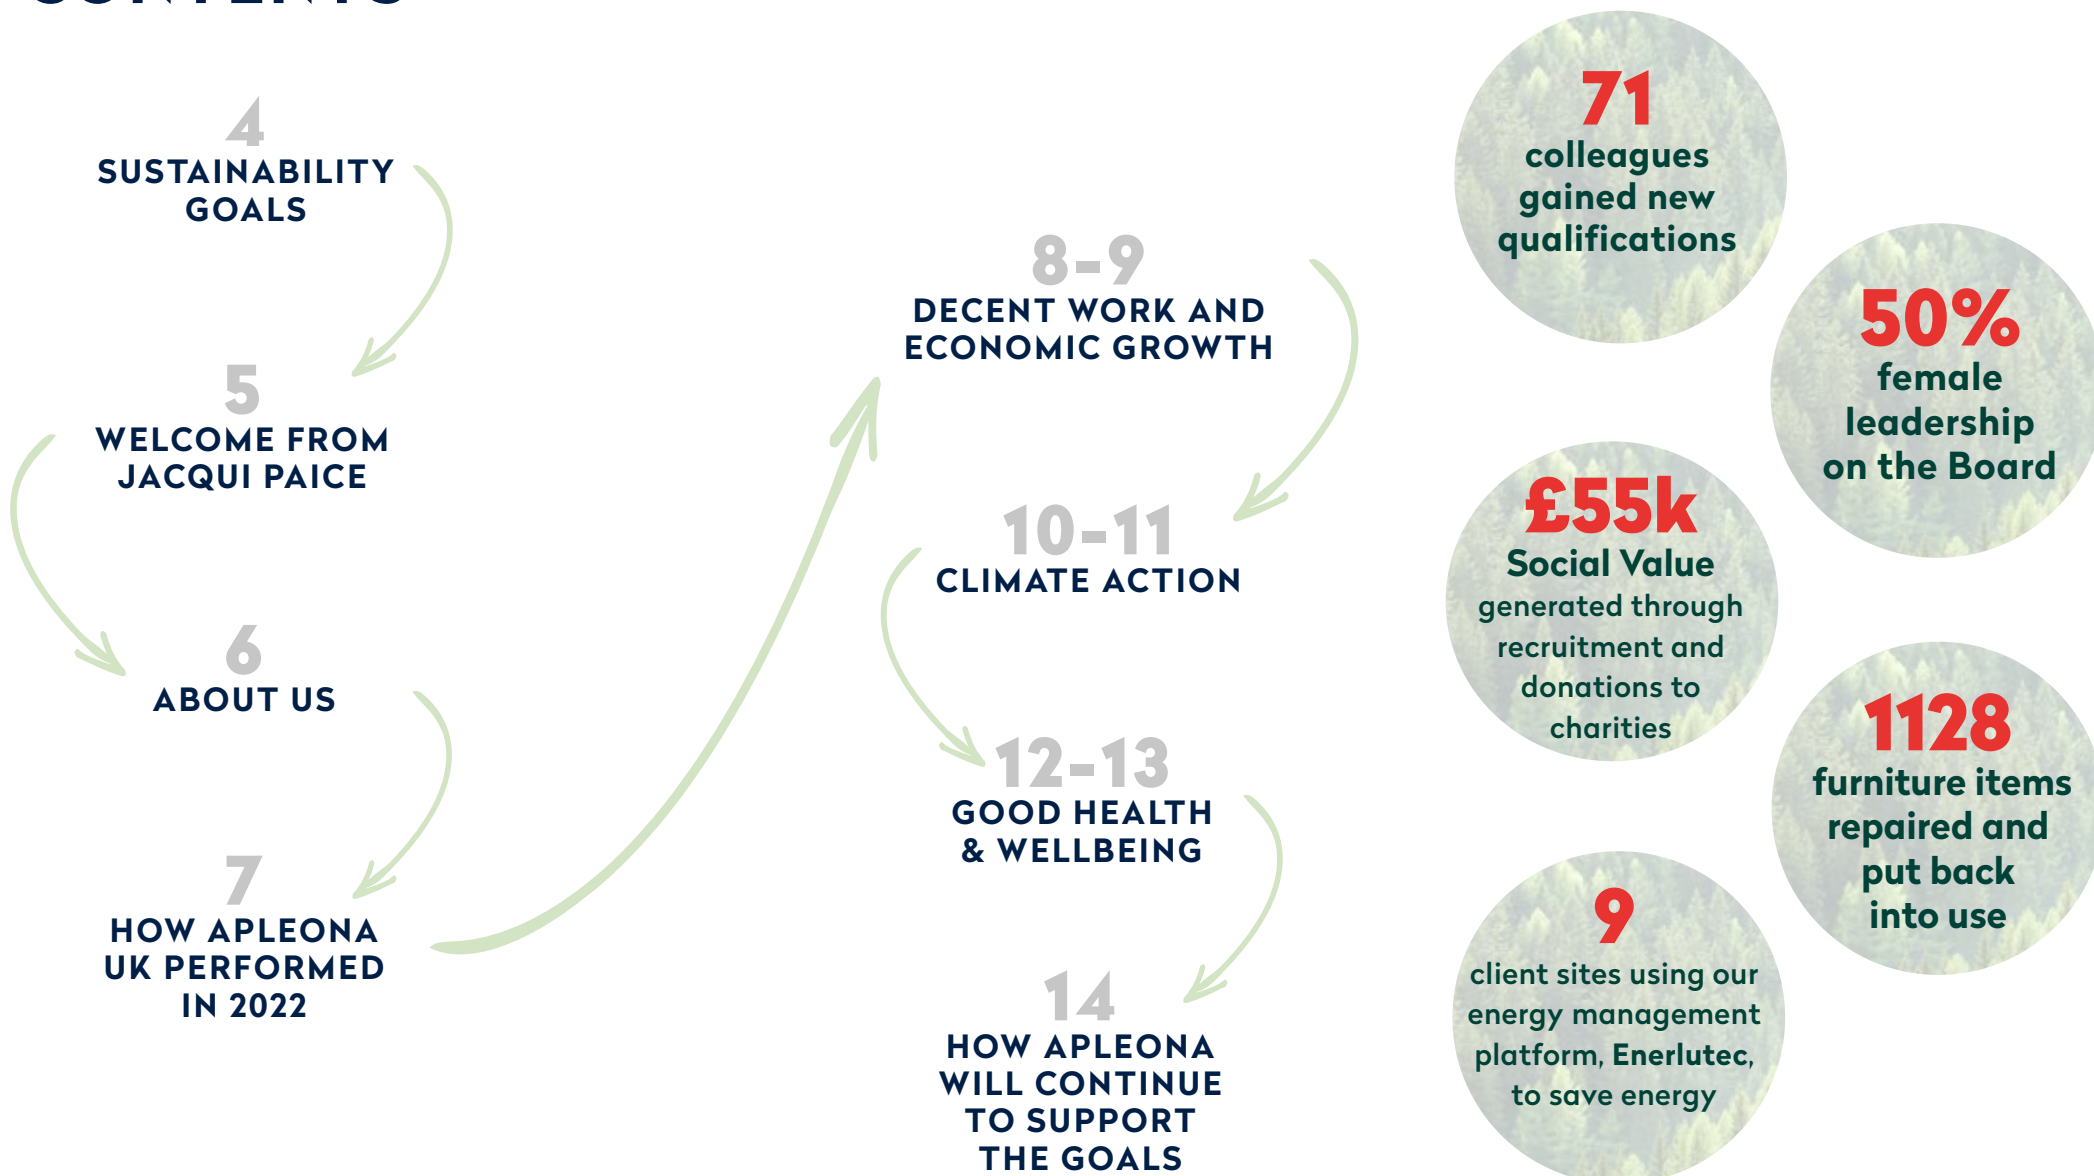 CONTENTS
4
SUSTAINABILITY
GOALS
5
WELCOME FROM
JACQUI PAICE
6
ABOUT US
7
HOW APLEONA
UK PERFORMED
IN 2022
8-9
DECENT WORK AND
ECONOMIC GROWTH
10-11
CLIMATE ACTION
12-13
GOOD HEALTH
& WELLBEING
14
HOW APLEONA
WILL CONTINUE
TO SUPPORT
THE GOALS
71
colleagues
gained new
qualifications
50%
female
leadership
on the Board
£55k
Social Value
generated through
recruitment and
donations to
charities
1128
furniture items
repaired and
put back
into use
9
client sites using our
energy management
platform, Enerlutec,
to save energy